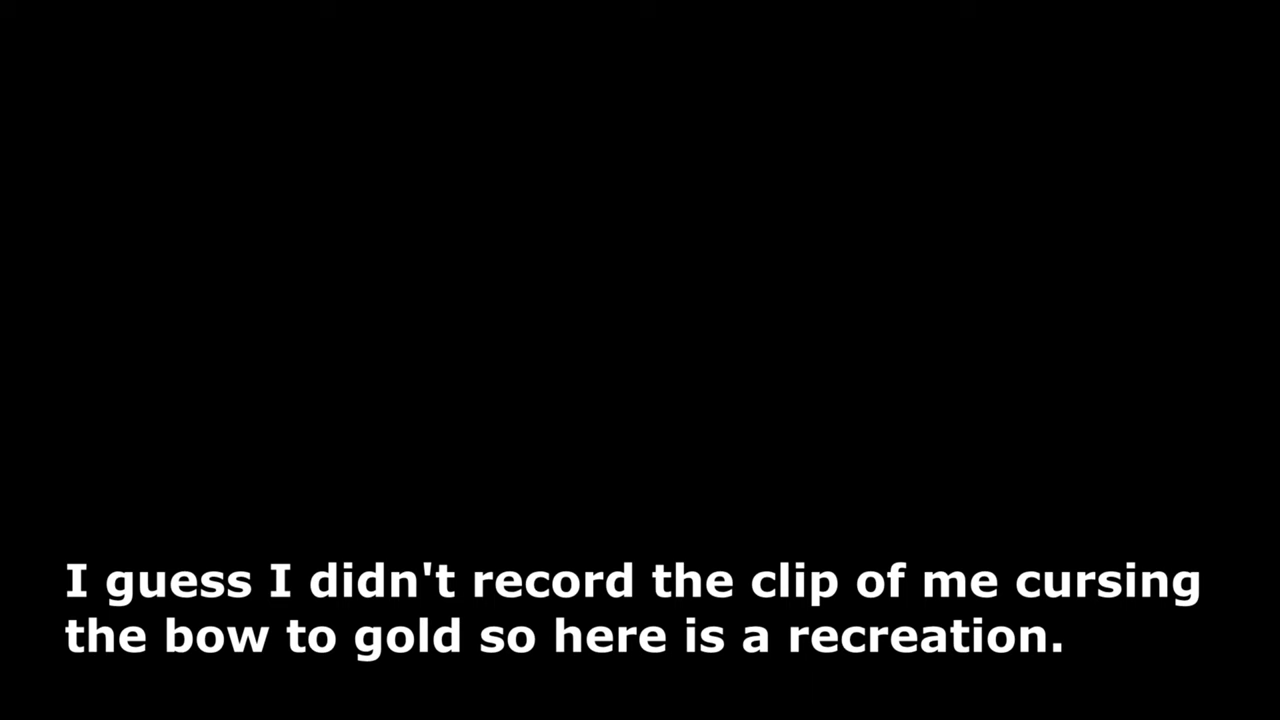 I guess I didn't record the clip of me cursing
the bow to gold so here is a recreation.